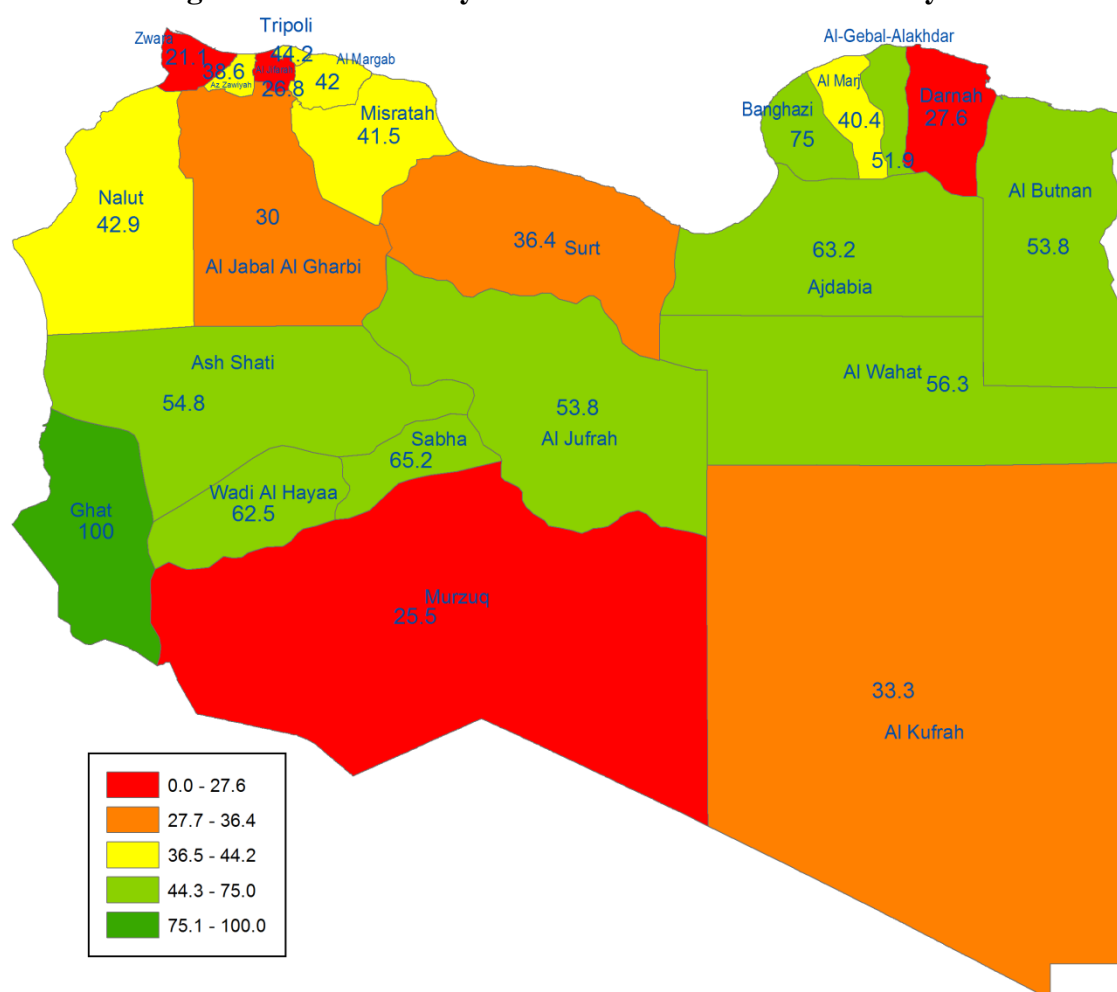 Tripoli
Zwara
21.1
44.2
Al Margab
38.6
Az Zawiyah
26.8
42
Misratah
41.5
Al-Gebal-Alakhdar
Al Marj
40.4
Darnah
27.6
Banghazi
75
51.9
Nalut
42.9
30
Al Jabal Al Gharbi
36.4
Surt
63.2
Ajdabia
Al Butnan
53.8
Ash Shati
54.8
53.8
Al Jufrah
Al Wahat
56.3
Sabha
65.2
Wadi Al Hayaa
62.5
Ghat
100
Murzuq
25.5
33.3
Al Kufrah
0.0 - 27.6
27.7 - 36.4
36.5 - 44.2
44.3 - 75.0
75.1 - 100.0